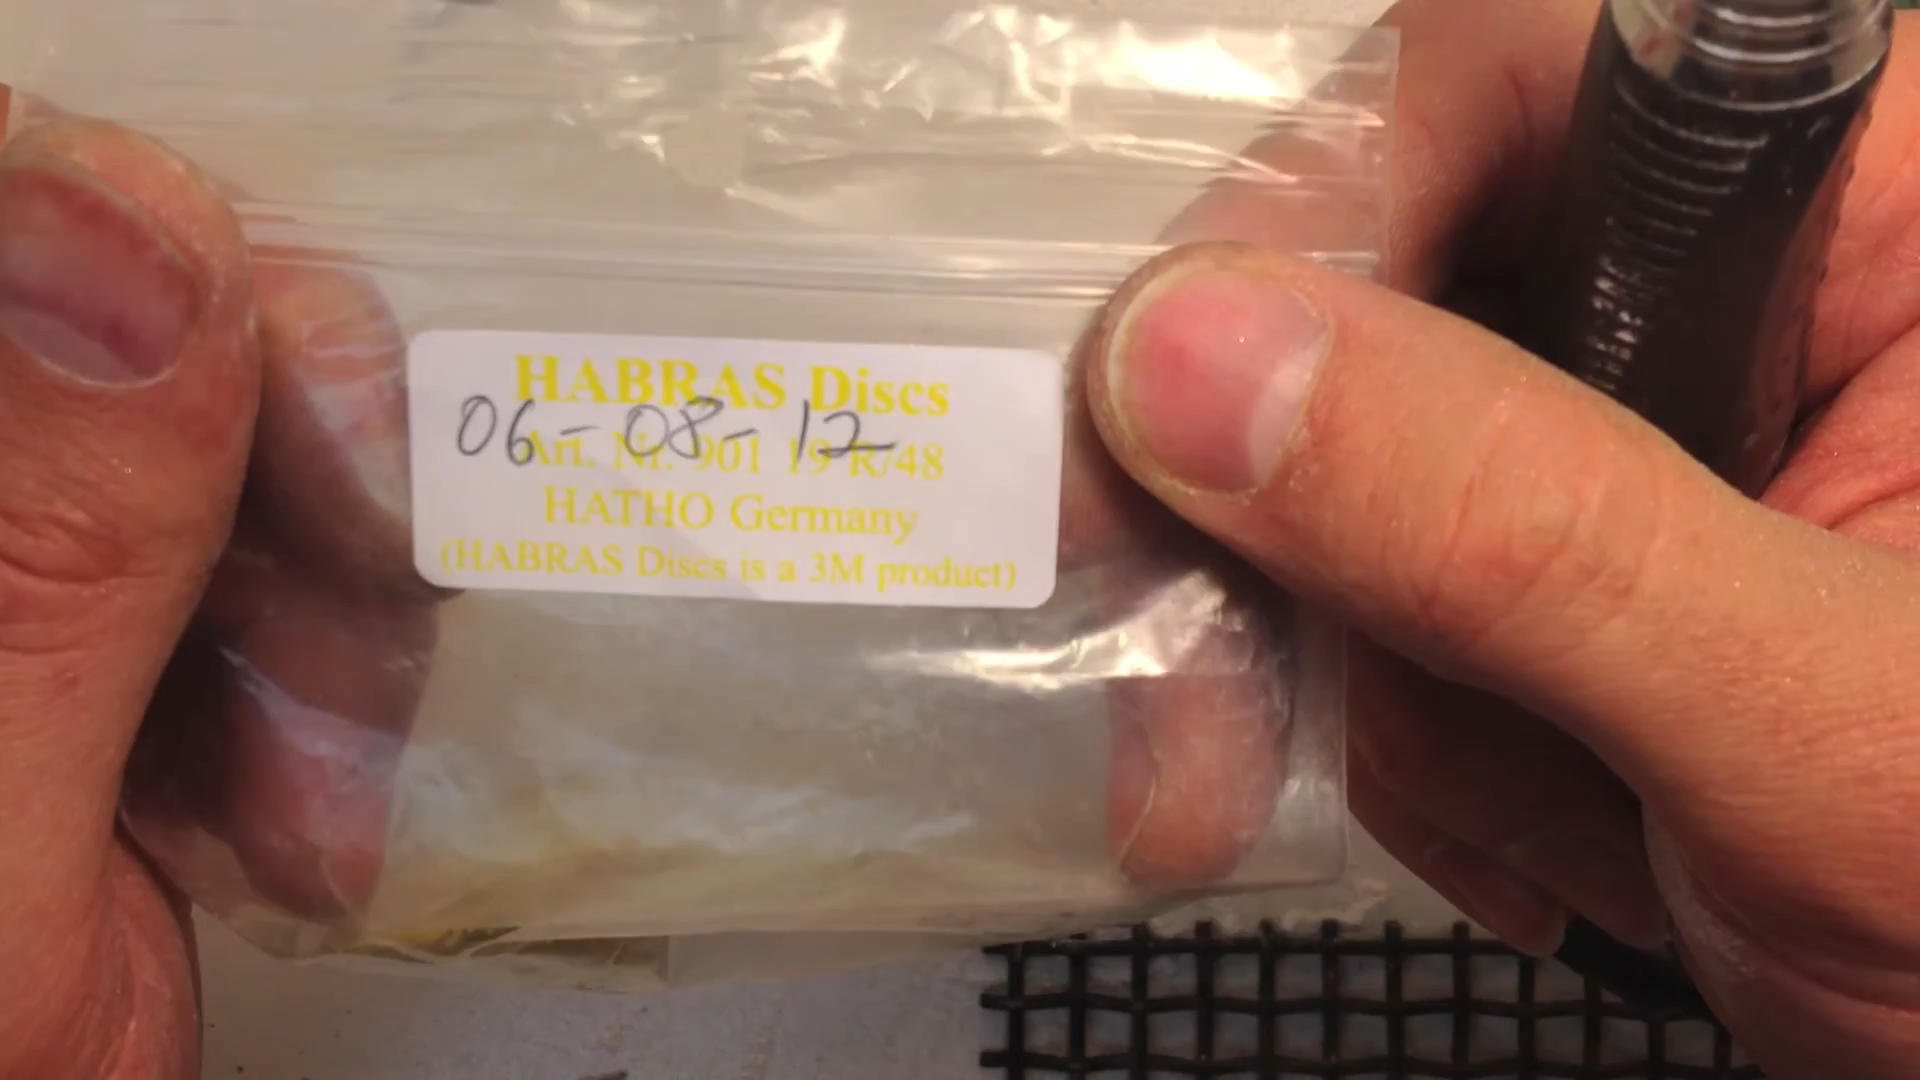 HABRAS Discs
06-08-12
Art. Nr. 901 19 R/48
HATHO Germany
(HABRAS Discs is a 3M product)